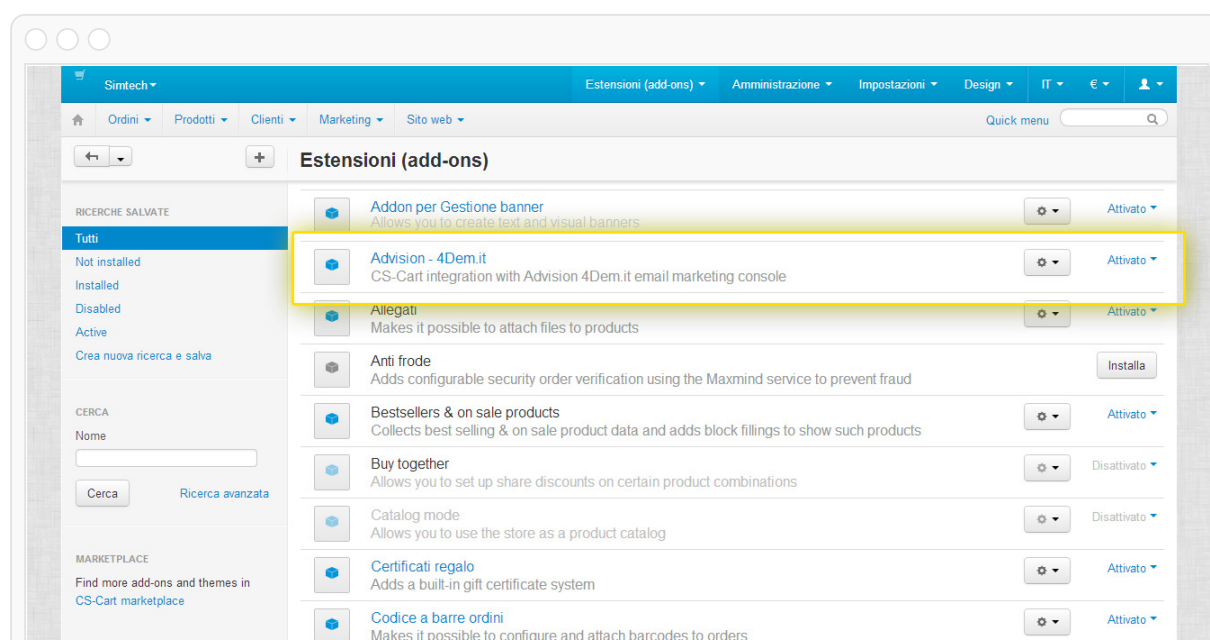 Simtech
Estensioni (add-ons)
Amministrazione
Impostazioni
Design
IT
€
Ordini
Prodotti
Clienti
Marketing
Sito web
Quick menu
Estensioni (add-ons)
RICERCHE SALVATE
Tutti
Not installed
Installed
Disabled
Active
Crea nuova ricerca e salva
CERCA
Nome
Cerca
Ricerca avanzata
MARKETPLACE
Find more add-ons and themes in
CS-Cart marketplace
Addon per Gestione banner
Allows you to create text and visual banners
Attivato
Advision - 4Dem.it
CS-Cart integration with Advision 4Dem.it email marketing console
Attivato
Allegati
Makes it possible to attach files to products
Attivato
Anti frode
Adds configurable security order verification using the Maxmind service to prevent fraud
Installa
Bestsellers & on sale products
Collects best selling & on sale product data and adds block fillings to show such products
Attivato
Buy together
Allows you to set up share discounts on certain product combinations
Disattivato
Catalog mode
Allows you to use the store as a product catalog
Disattivato
Certificati regalo
Adds a built-in gift certificate system
Attivato
Codice a barre ordini
Makes it possible to configure and attach barcodes to orders
Attivato